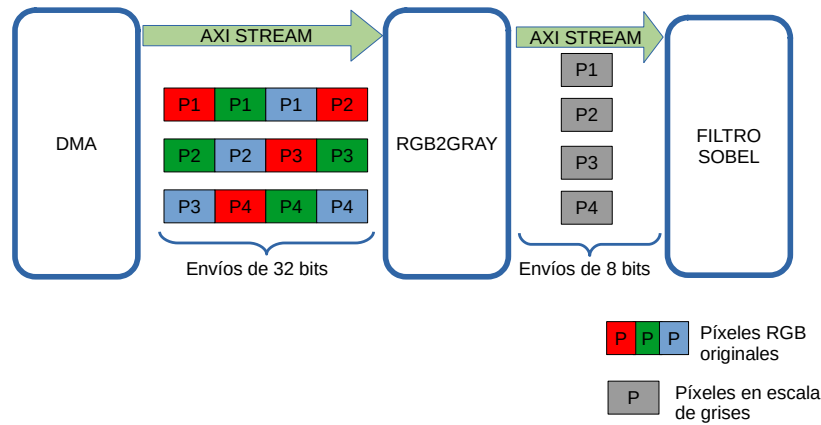 AXI STREAM
AXI STREAM
P1 P1 P1 P2
P2 P2 P3 P3
P3 P4 P4 P4
P1
P2
P3
P4
DMA
RGB2GRAY
FILTRO
SOBEL
Envíos de 32 bits
Envíos de 8 bits
P P P
Píxeles RGB
originales
P
Píxeles en escala
de grises